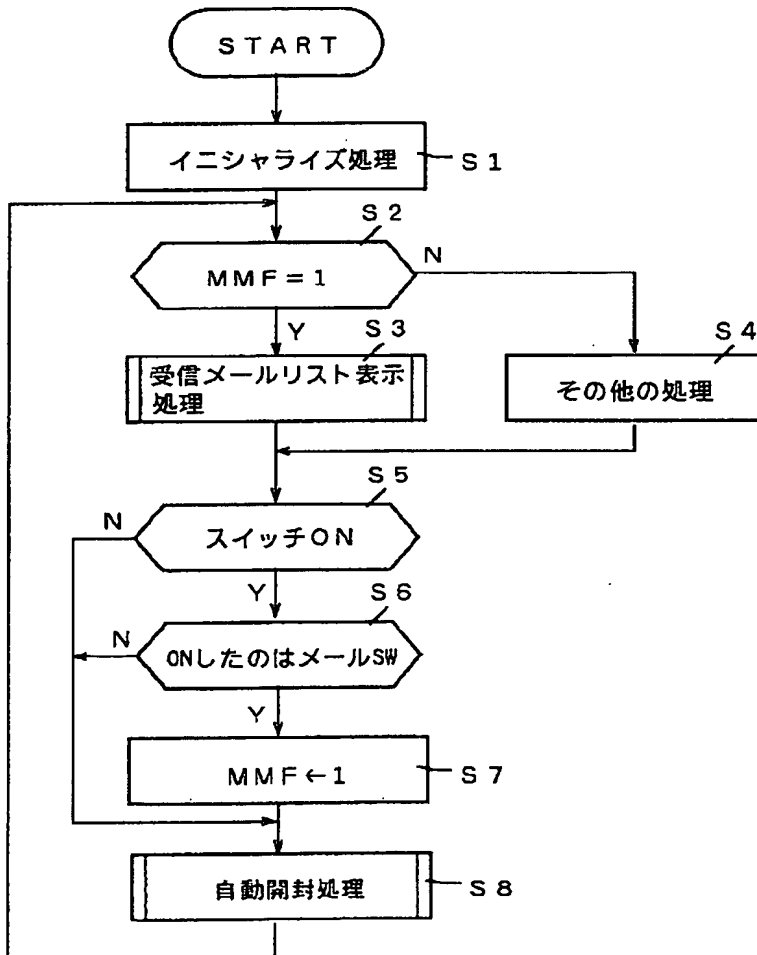 START
イニシャライズ処理
S1
S2
MMF=1
N
Y
S3
S4
受信メールリスト表示
処理
その他の処理
S5
N
スイッチON
Y
S6
N
ONしたのはメールSW
Y
MMF←1
S7
自動開封処理
S8